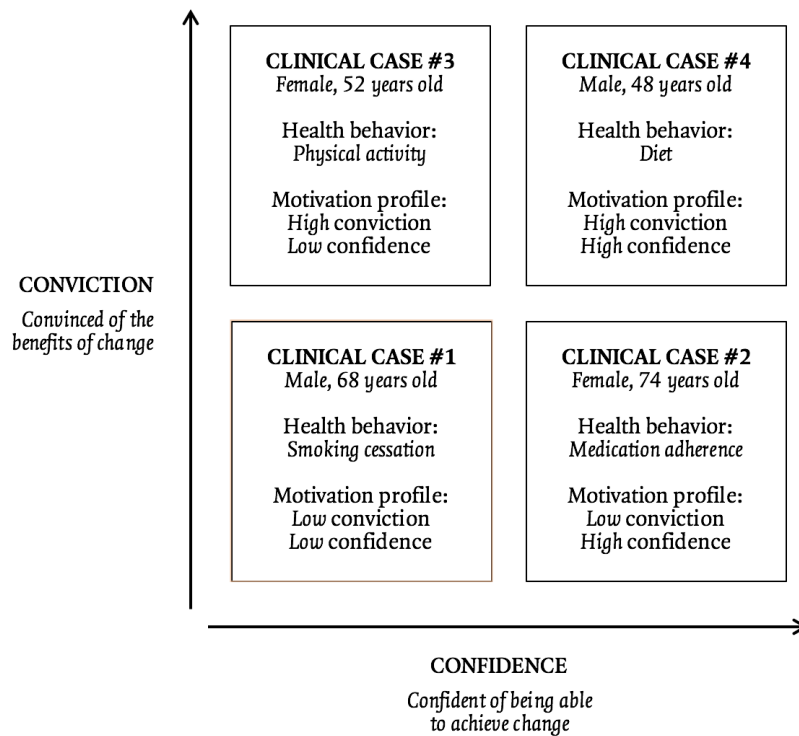 CLINICAL CASE #3
Female, 52 years old
Health behavior:
Physical activity
Motivation profile:
High conviction
Low confidence
CLINICAL CASE #4
Male, 48 years old
Health behavior:
Diet
Motivation profile:
High conviction
High confidence
CONVICTION
Convinced of the
benefits of change
CLINICAL CASE #1
Male, 68 years old
Health behavior:
Smoking cessation
Motivation profile:
Low conviction
Low confidence
CLINICAL CASE #2
Female, 74 years old
Health behavior:
Medication adherence
Motivation profile:
Low conviction
High confidence
CONFIDENCE
Confident of being able
to achieve change